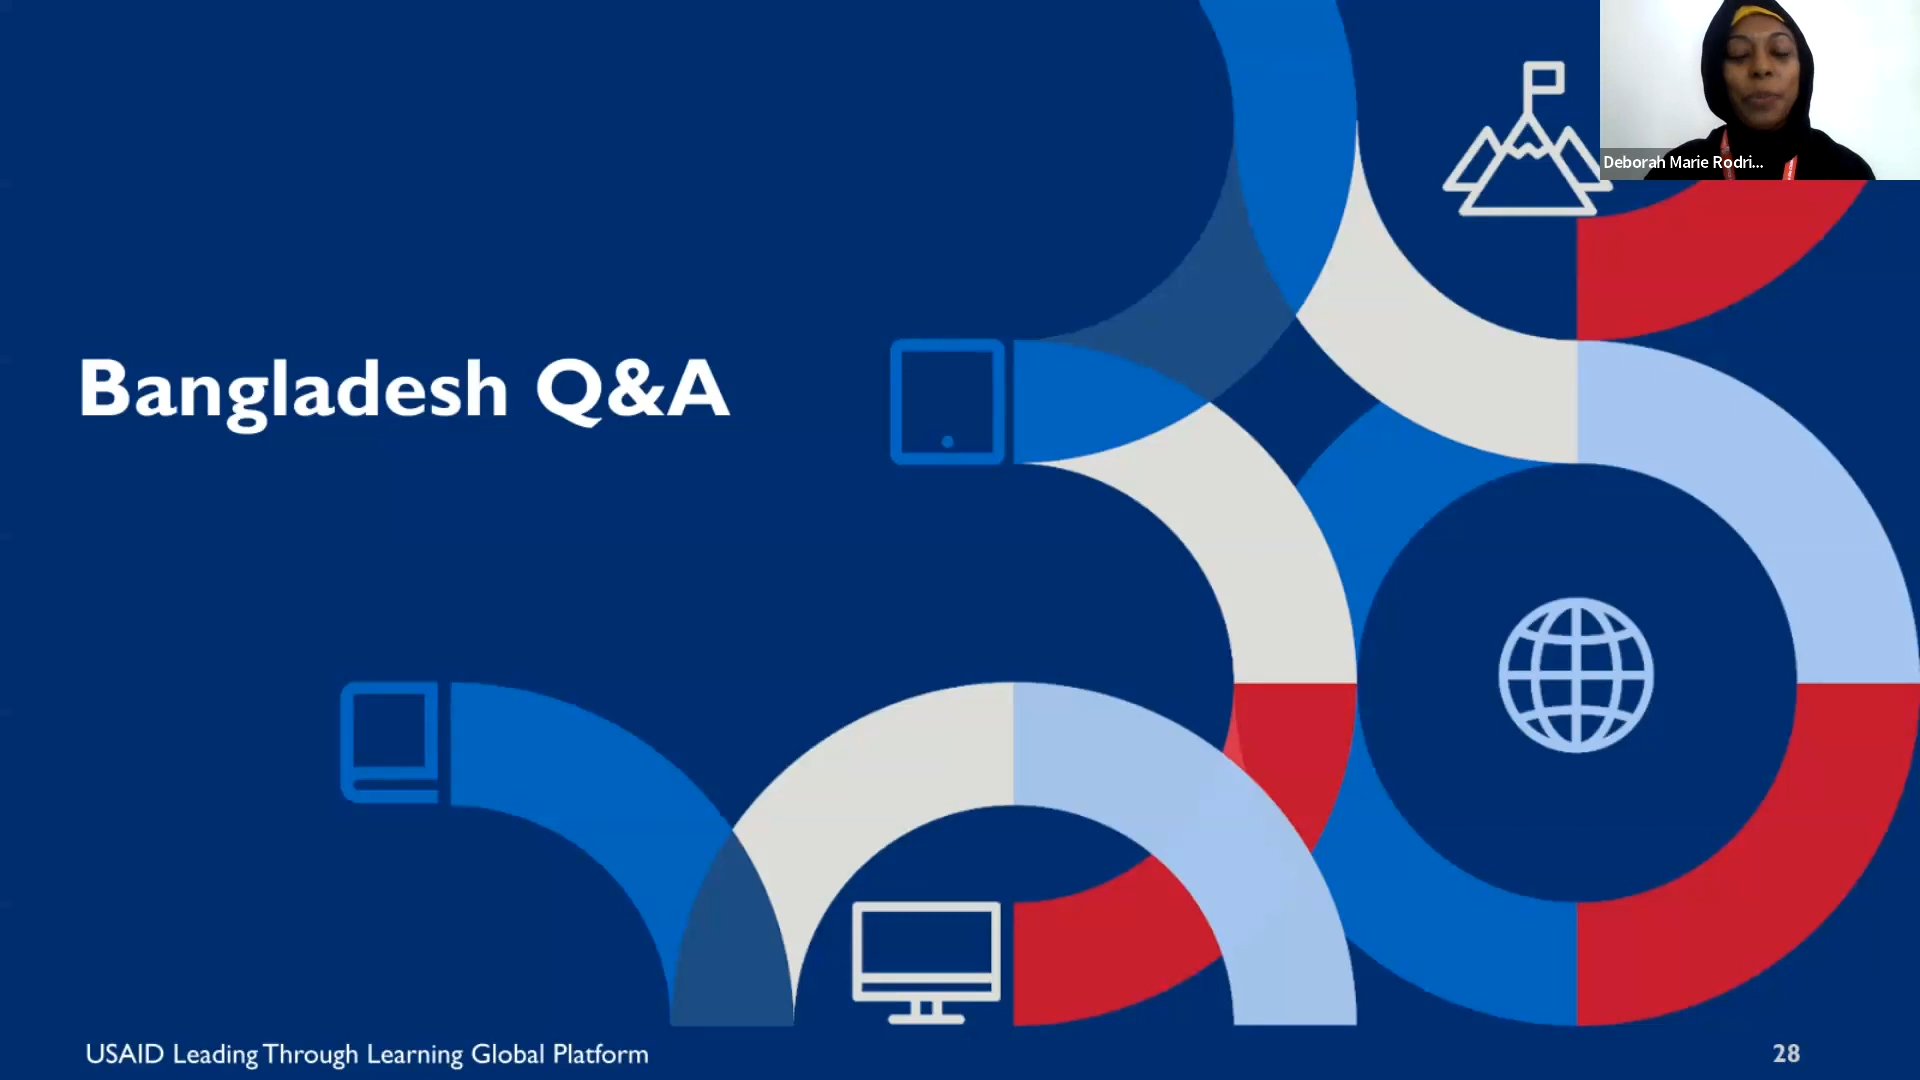 Deborah Marie Rodri...
Bangladesh Q&A
USAID Leading Through Learning Global Platform
28